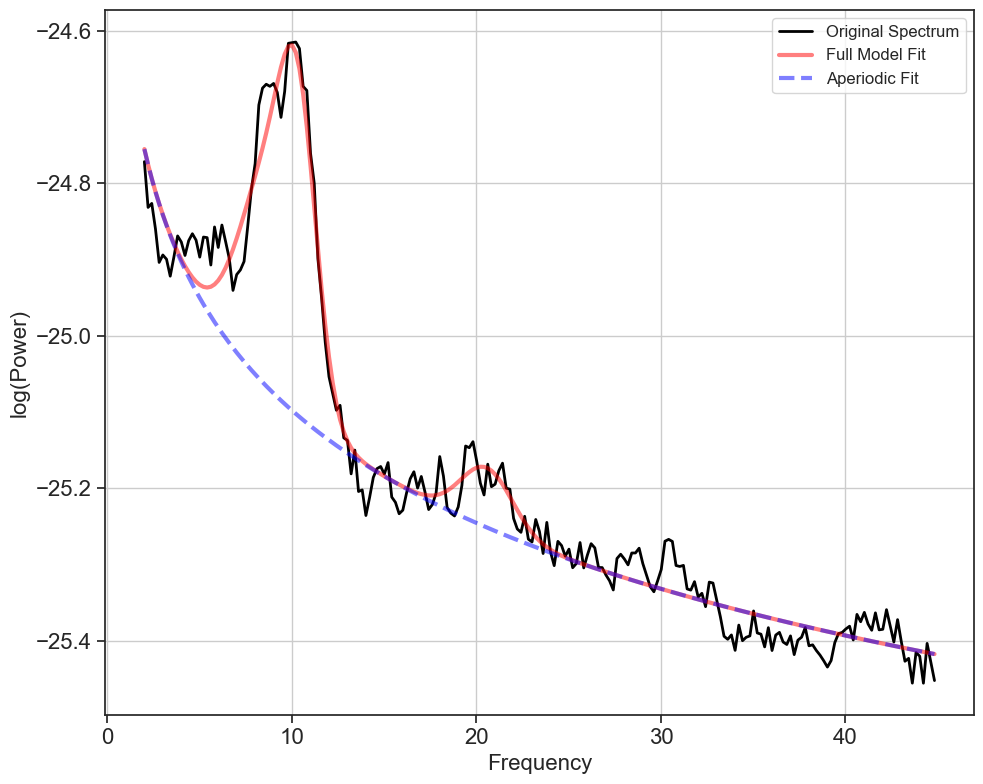 −24.6
−24.8
−25.0
−25.2
−25.4
log(Power)
Original Spectrum
Full Model Fit
Aperiodic Fit
0
10
20
30
40
Frequency